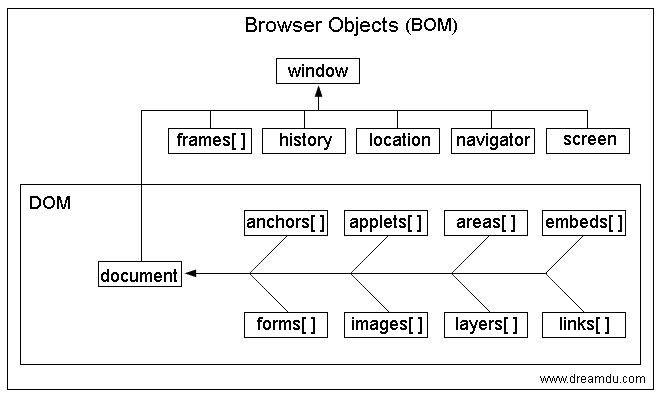 Browser Objects (BOM)
window
frames[ ]
history
location
navigator
screen
DOM
anchors[ ]
applets[ ]
areas[ ]
embeds[ ]
document
forms[ ]
images[ ]
layers[ ]
links[ ]
www.dreamdu.com